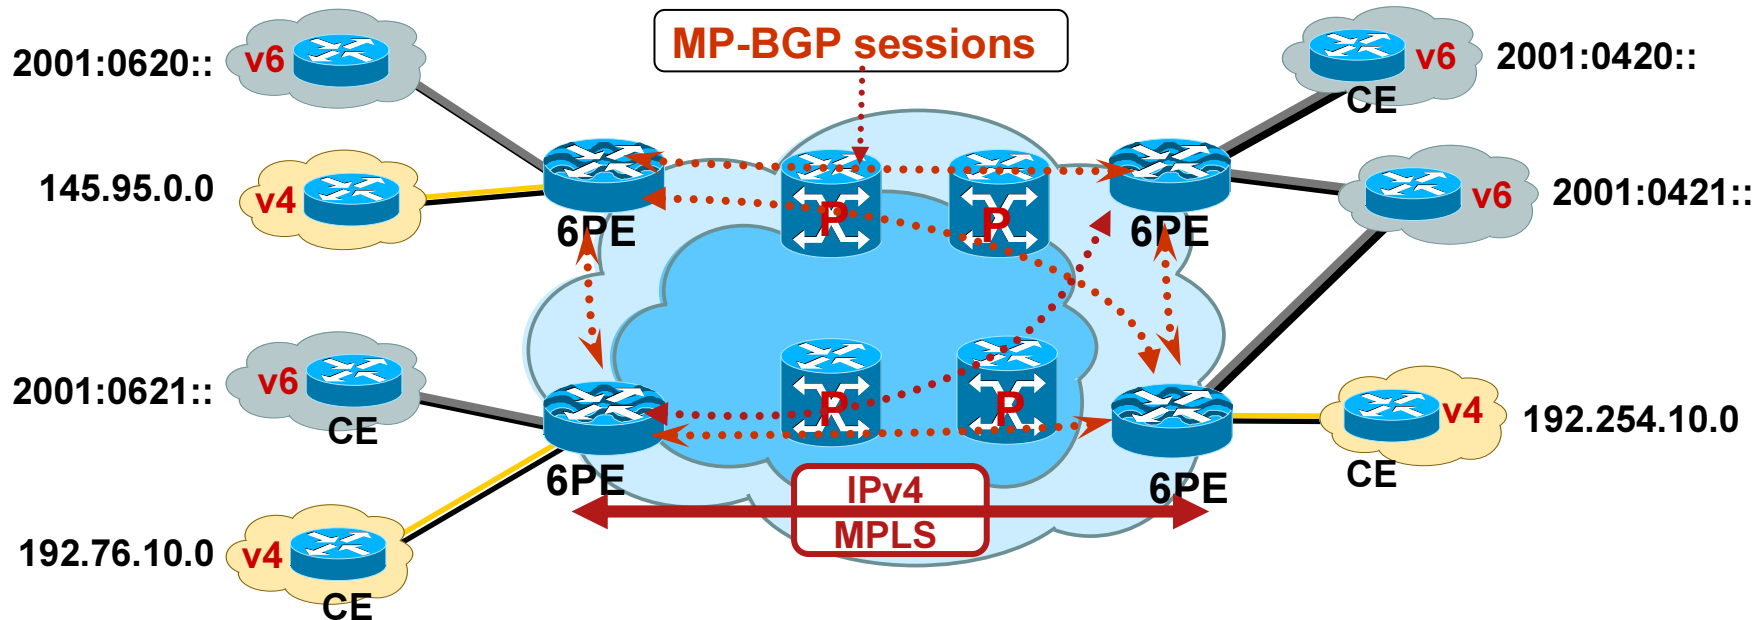 MP-BGP sessions
2001:0620::
v6
v6
2001:0420::
CE
145.95.0.0
v4
v6
2001:0421::
6PE
P
P
6PE
2001:0621::
v6
CE
P
P
v4
192.254.10.0
CE
6PE
6PE
IPv4
MPLS
192.76.10.0
v4
CE